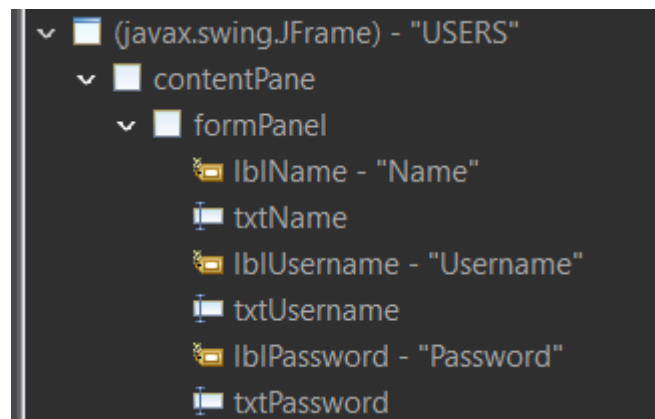 (javax.swing.JFrame) - "USERS"
contentPane
formPanel
lblName - "Name"
txtName
lblUsername - "Username"
txtUsername
lblPassword - "Password"
txtPassword